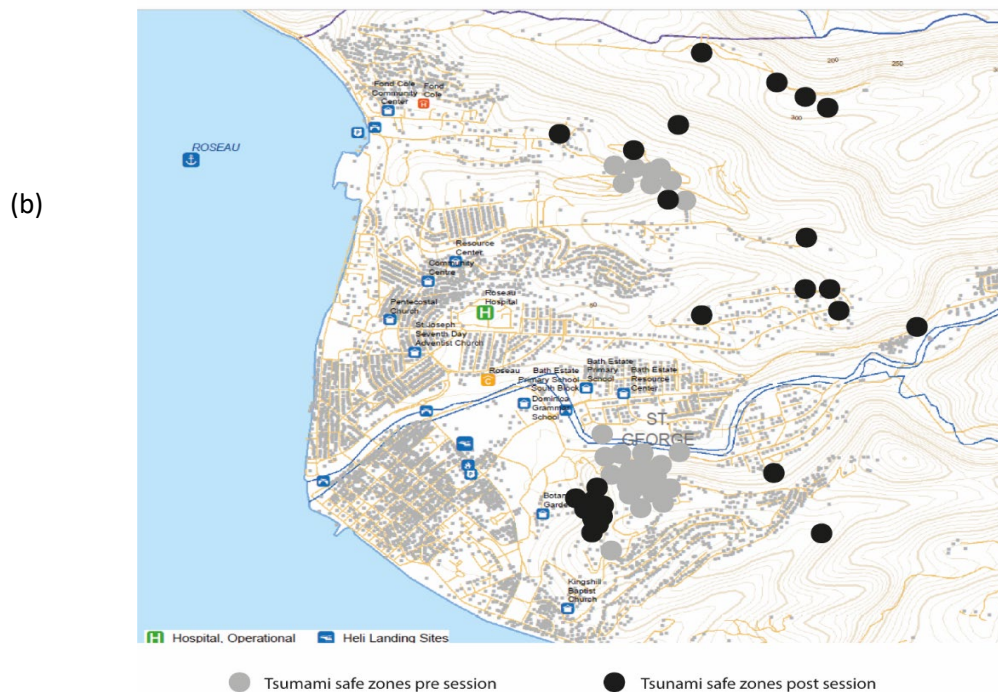 (b)
200
250
300
Fond Cole
Community
Center
Fond
Cole
H
P
ROSEAU
Resource
Center
Community
Centre
Roseau
Hospital
H
50
Pentecostal
Church
St Joseph
Seventh Day
Adventist Church
Roseau
C
Bath Estate
Primary School
South Block
Bath Estate
Primary
School
Bath Estate
Resource
Center
Dominica
Grammar
School
ST
GEORGE
P
Botan
Garde
Kingshill
Baptist
Church
H Hospital, Operational
Heli Landing Sites
Tsumami safe zones pre session
Tsunami safe zones post session